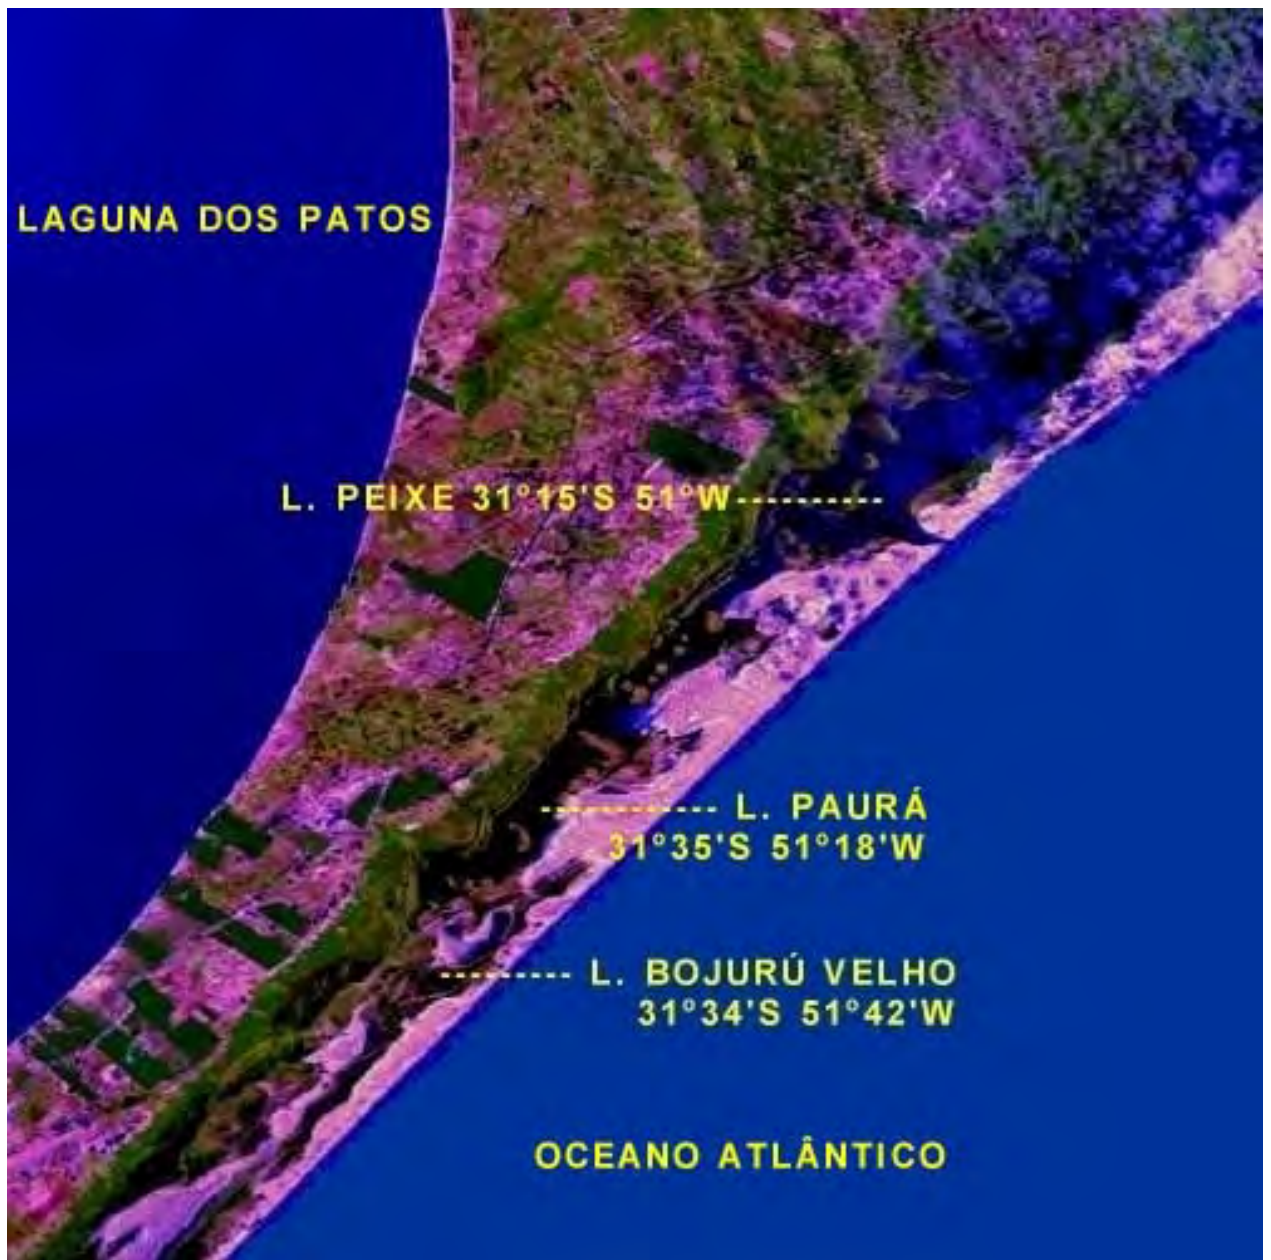 LAGUNA DOS PATOS
L. PEIXE 31°15'S 51°W----------
------------ L. PAURÁ
31°35'S 51°18'W
--------- L. BOJURÚ VELHO
31°34'S 51°42'W
OCEANO ATLÂNTICO